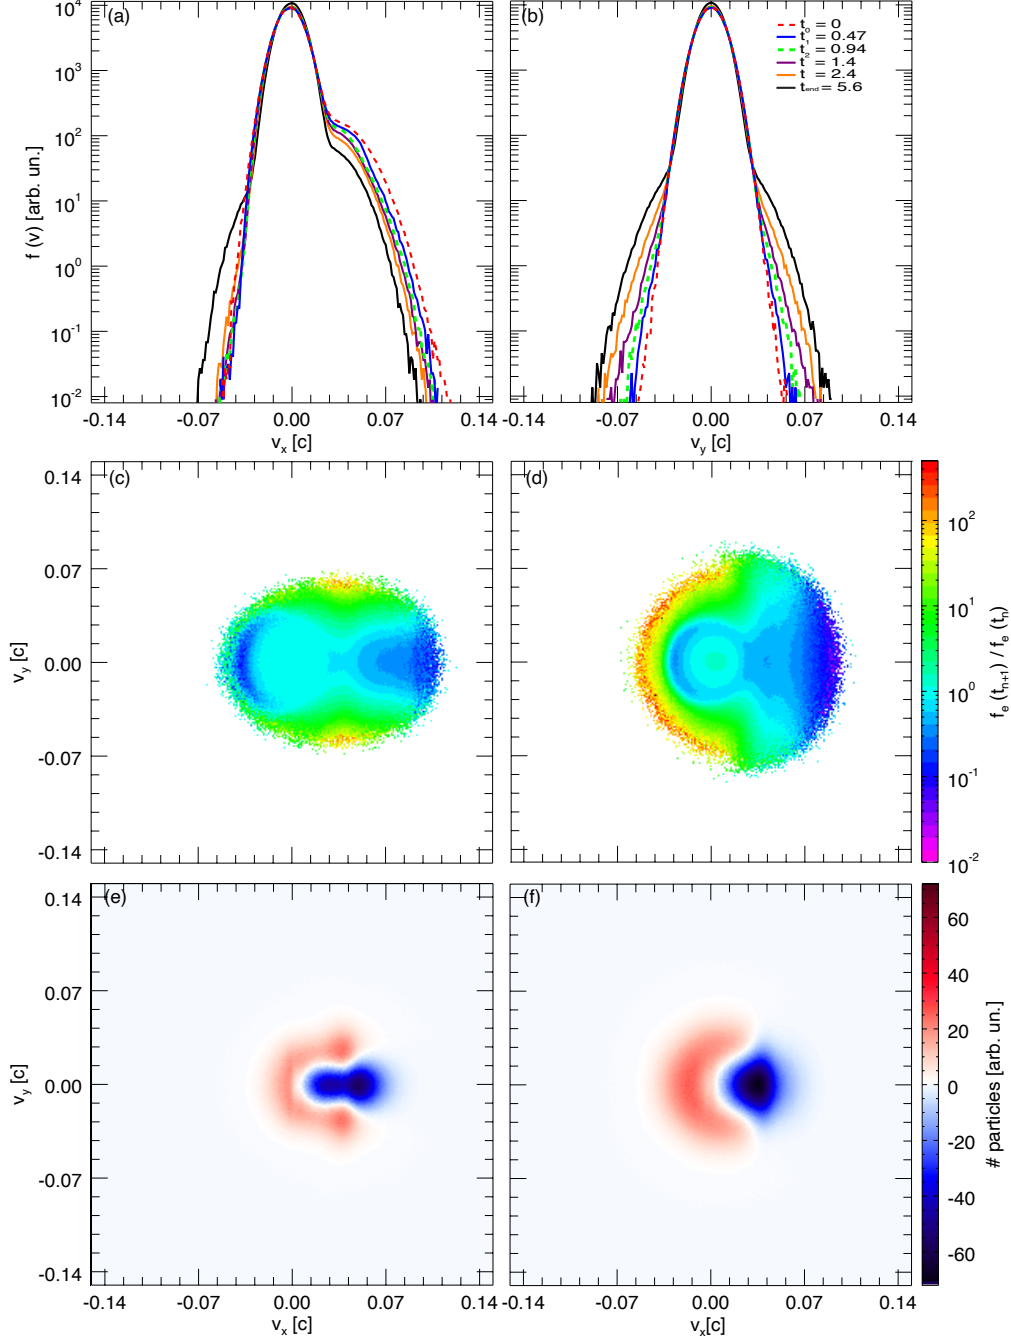 (a)
(b)
10⁴
10³
10²
10¹
10⁰
10⁻¹
10⁻²
f (v) [arb. un.]
t₀ = 0
t₁ = 0.47
t₂ = 0.94
t = 1.4
t = 2.4
t_end = 5.6
-0.14 -0.07 0.00 0.07 0.14
v_x [c]
-0.07 0.00 0.07 0.14
v_y [c]
(c)
(d)
0.14
0.07
0.00
-0.07
-0.14
v_y [c]
10²
10¹
10⁰
10⁻¹
10⁻²
f_e (t_n+1) / f_e (t_i)
(e)
(f)
0.14
0.07
0.00
-0.07
-0.14
v_y [c]
60
40
20
0
-20
-40
-60
# particles [arb. un.]
-0.14 -0.07 0.00 0.07 -0.14
v_x [c]
-0.07 0.00 0.07 0.14
v_x[c]